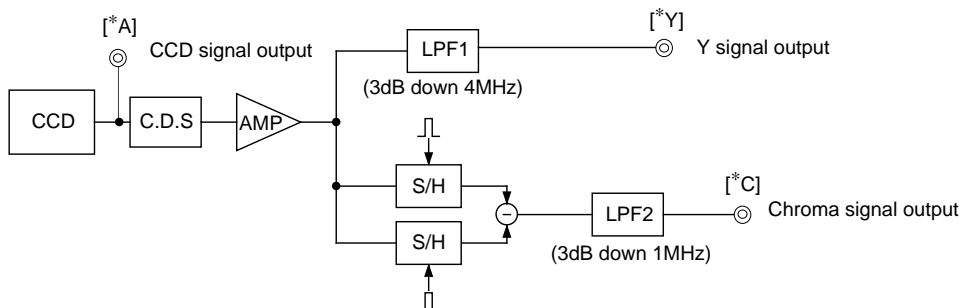 [*A]
CCD signal output
[*Y]
Y signal output
LPF1
(3dB down 4MHz)
CCD
C.D.S
AMP
S/H
[*C]
Chroma signal output
LPF2
(3dB down 1MHz)
S/H